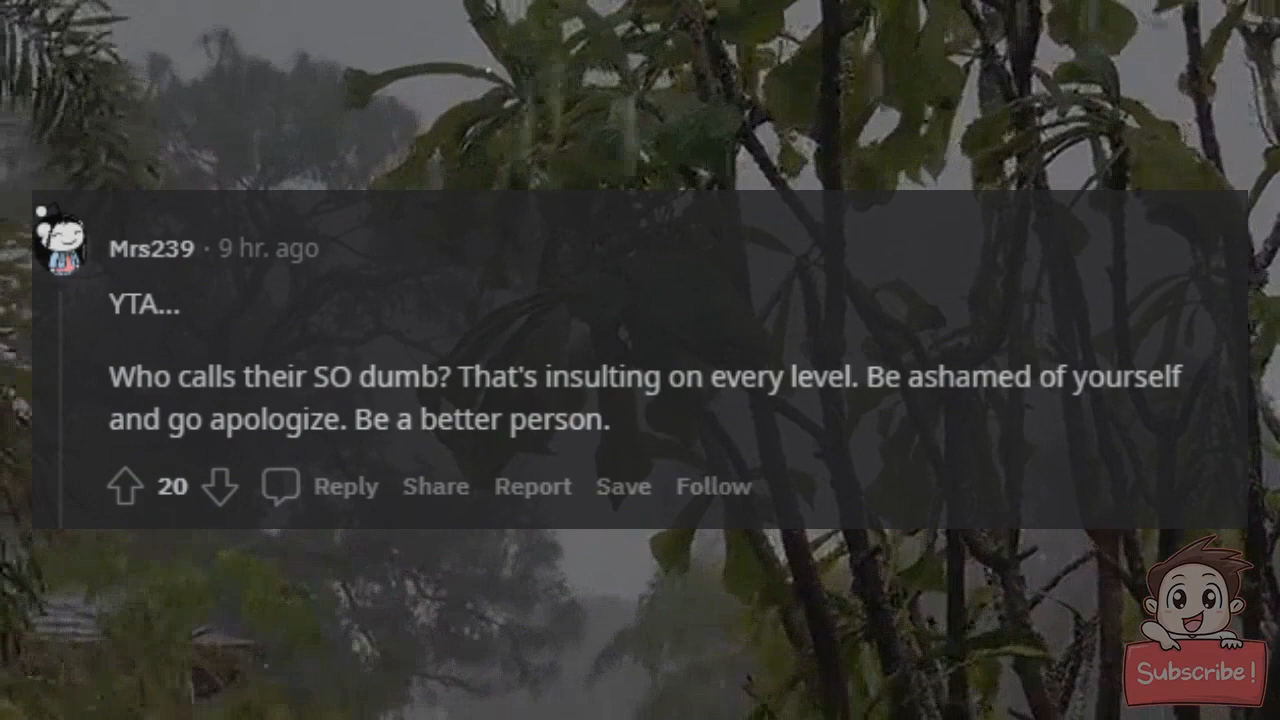 Mrs239 · 9 hr. ago
YTA...
Who calls their SO dumb? That's insulting on every level. Be ashamed of yourself
and go apologize. Be a better person.
20 Reply Share Report Save Follow
Subscribe!